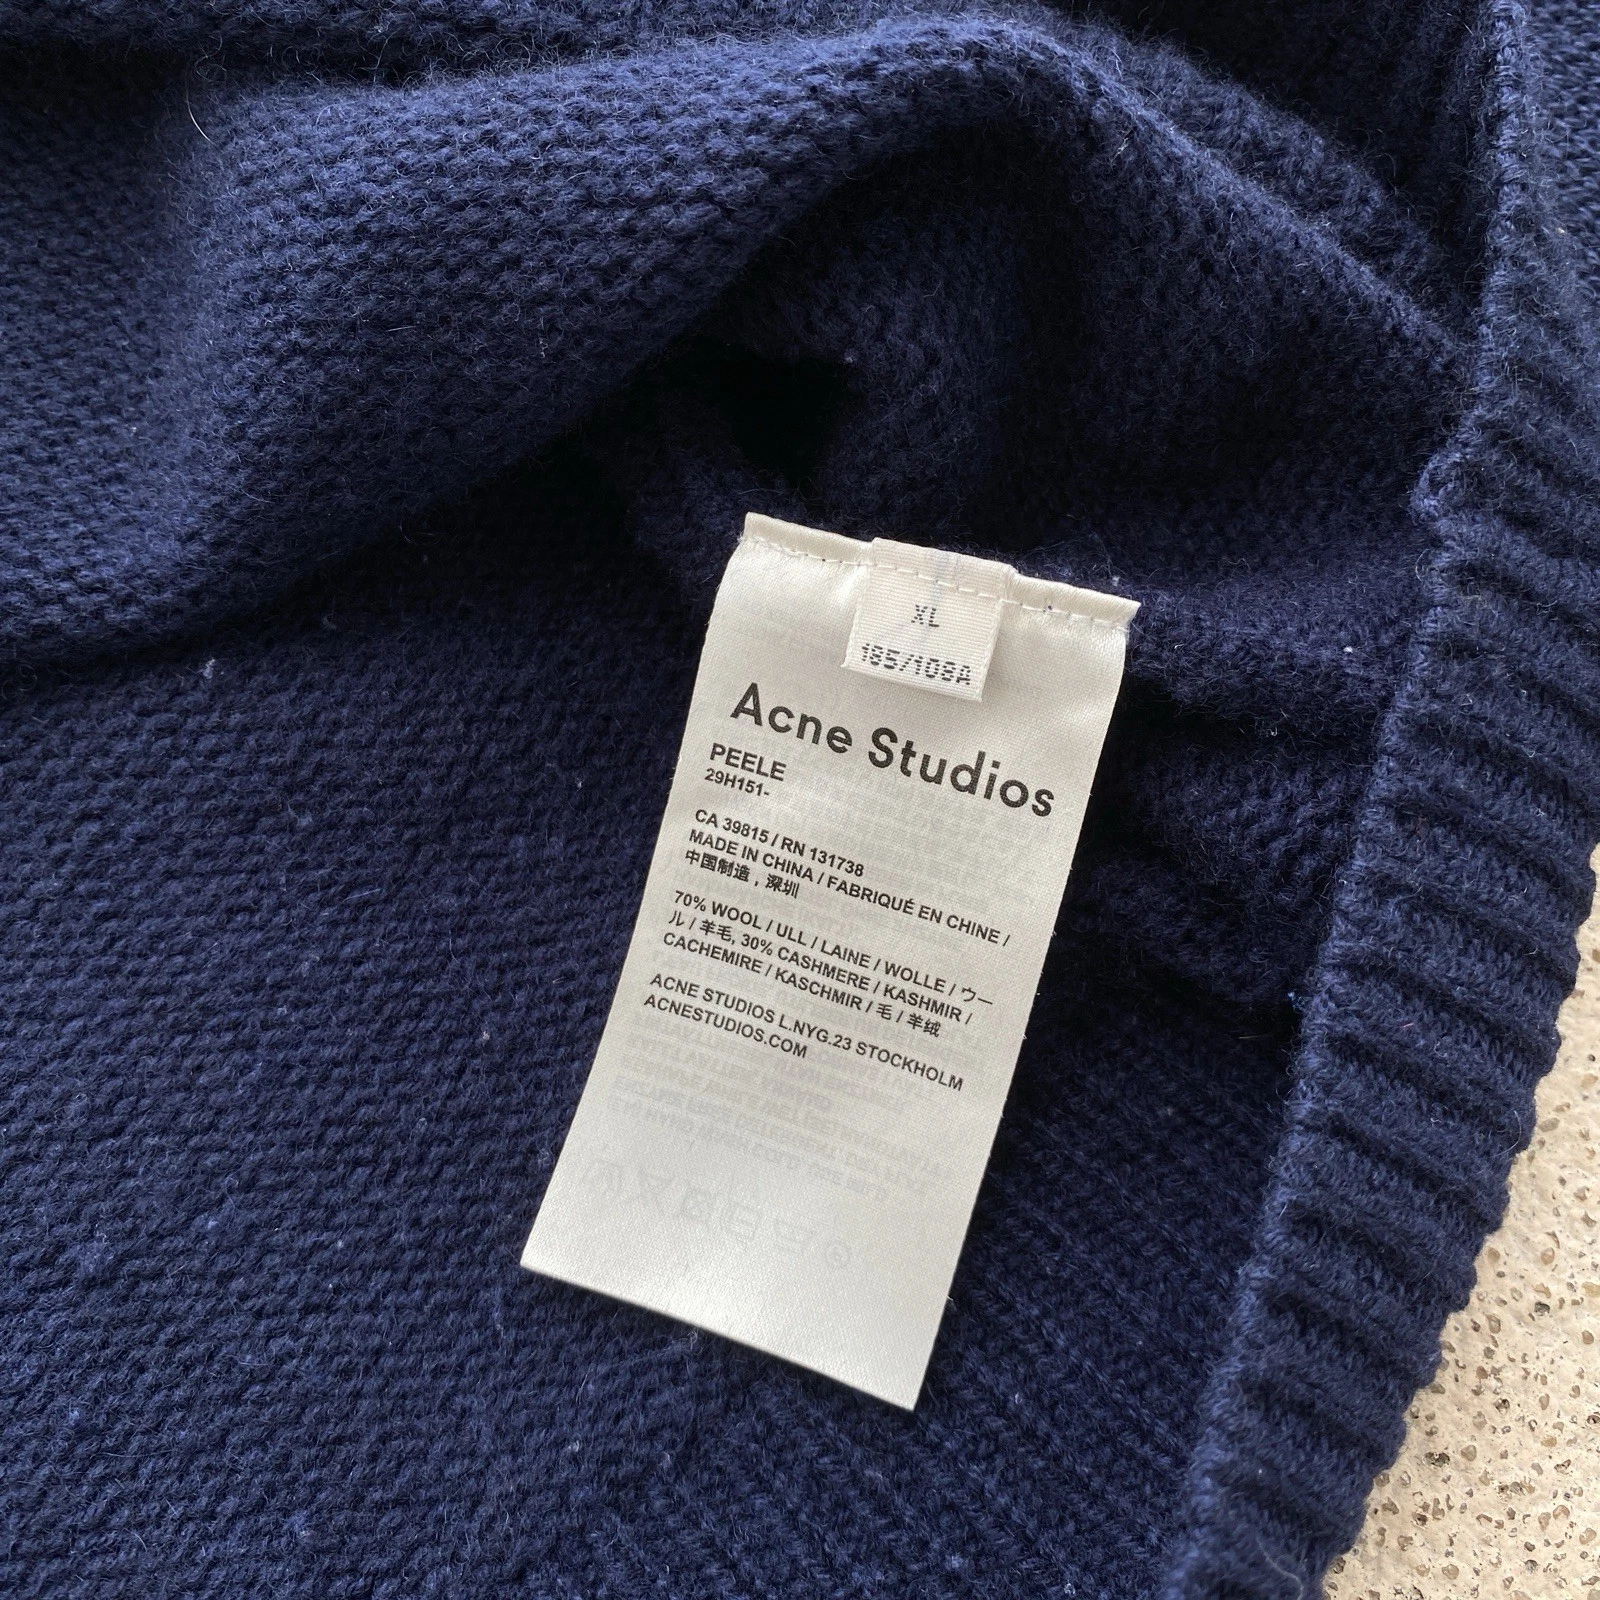 XL
185/108A
Acne Studios
PEELE
29H151-
CA 39815 / RN 131738
MADE IN CHINA / FABRIQUÉ EN CHINE /
中国制造，深圳
70% WOOL / ULL / LAINE / WOLLE / ウー
ル / 羊毛, 30% CASHMERE / KASHMIR /
CACHEMIRE / KASCHMIR / 毛 / 羊绒
ACNE STUDIOS L.NYG.23 STOCKHOLM
ACNESTUDIOS.COM